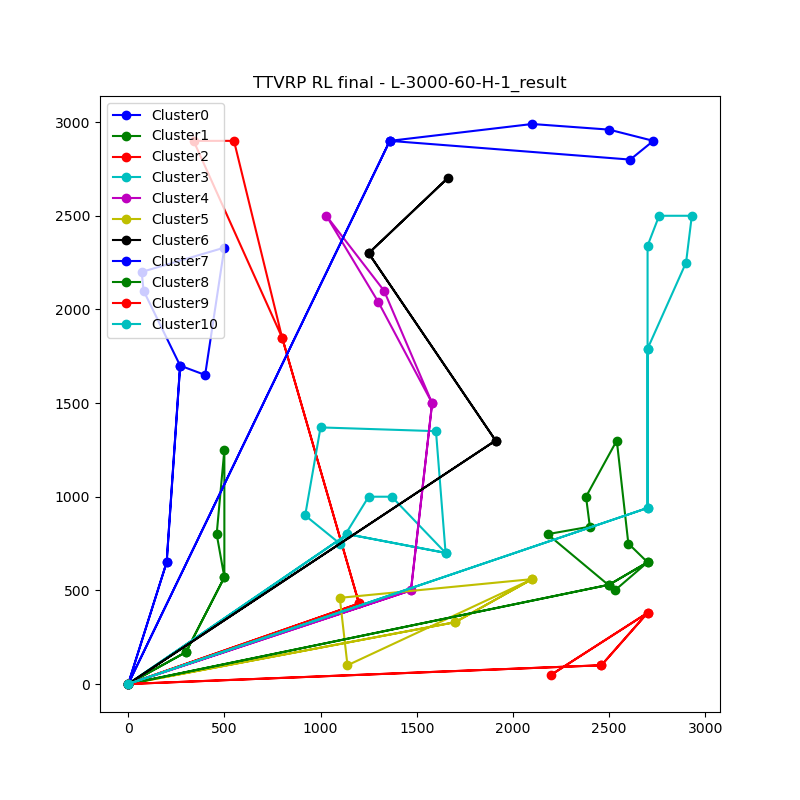 TTVRP RL final - L-3000-60-H-1_result
Cluster0
Cluster1
Cluster2
Cluster3
Cluster4
Cluster5
Cluster6
Cluster7
Cluster8
Cluster9
Cluster10
3000
2500
2000
1500
1000
500
0
0 500 1000 1500 2000 2500 3000